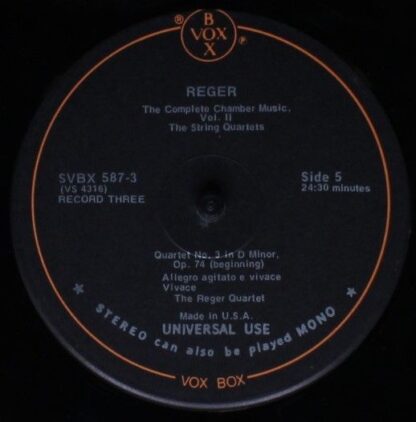 ® BOX
VOX ℗
REGER
The Complete Chamber Music,
Vol. II
The String Quartets
SVBX 587-3
(VS 4316)
RECORD THREE
Side 5
24:30 minutes
Quartet No. 3 in D Minor,
Op. 74 (beginning)
Allegro agitato e vivace
Vivace
The Reger Quartet
Made in U.S.A.
UNIVERSAL USE
★ STEREO can also be played MONO ★
VOX BOX